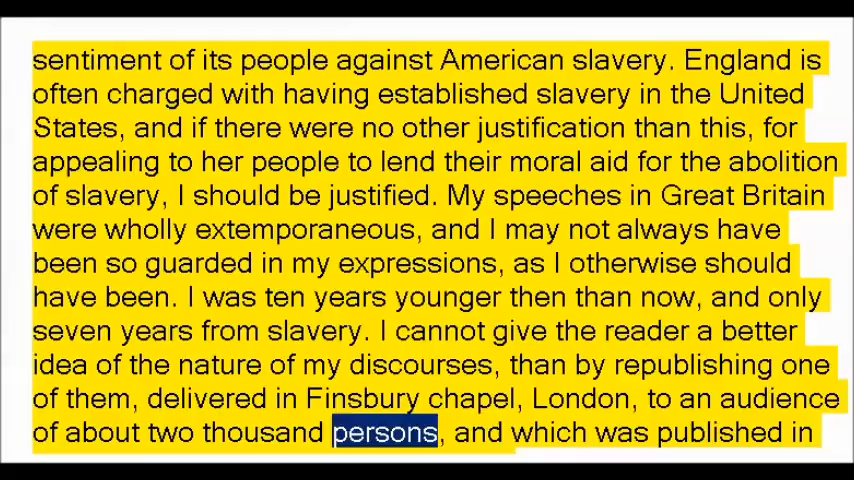 sentiment of its people against American slavery. England is
often charged with having established slavery in the United
States, and if there were no other justification than this, for
appealing to her people to lend their moral aid for the abolition
of slavery, I should be justified. My speeches in Great Britain
were wholly extemporaneous, and I may not always have
been so guarded in my expressions, as I otherwise should
have been. I was ten years younger then than now, and only
seven years from slavery. I cannot give the reader a better
idea of the nature of my discourses, than by republishing one
of them, delivered in Finsbury chapel, London, to an audience
of about two thousand persons, and which was published in